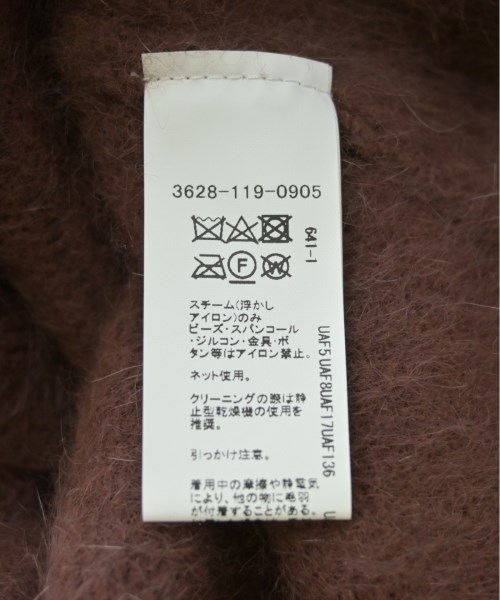 3628-119-0905
641-1
F
W
スチーム(浮かし
アイロン)のみ
ビーズ・スパンコール
・ジルコン・金具・ボ
タン等はアイロン禁止。
ネット使用。
クリーニングの際は静
止型乾燥機の使用を
推奨。
引っかけ注意。
着用中の摩擦や静電気
により、他の物に毛羽
が付着することがある。
UAF5 UAF8UAF17UAF136